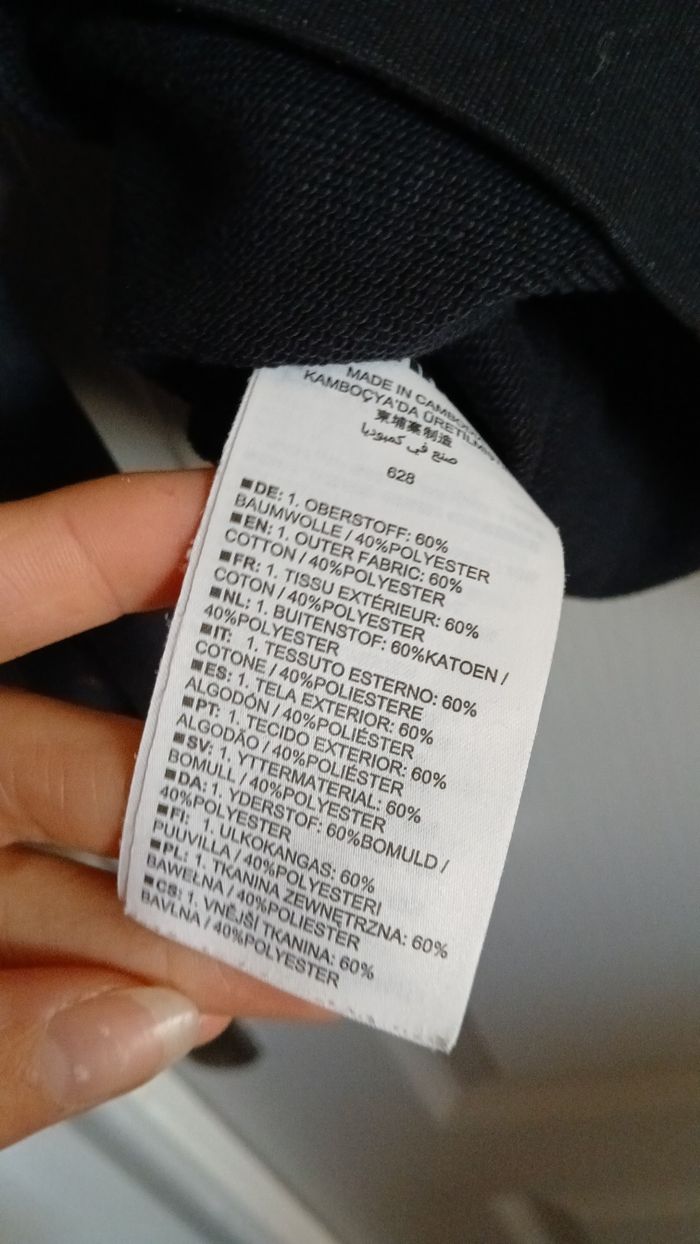 MADE IN
KAMBOÇYA'DA
柬埔寨制造
صنع في كمبوديا
628
■DE: 1. OBERSTOFF: 60%
BAUMWOLLE / 40%POLYESTER
■EN: 1. OUTER FABRIC: 60%
COTTON / 40%POLYESTER
■FR: 1. TISSU EXTÉRIEUR: 60%
COTON / 40%POLYESTER
■NL: 1. BUITENSTOF: 60%KATOEN /
40%POLYESTER
■IT: 1. TESSUTO ESTERNO: 60%
COTONE / 40%POLIESTERE
■ES: 1. TELA EXTERIOR: 60%
ALGODÓN / 40%POLIÉSTER
■PT: 1. TECIDO EXTERIOR: 60%
ALGODÃO / 40%POLIÉSTER
■SV: 1. YTTERMATERIAL: 60%
BOMULL / 40%POLYESTER
■DA: 1. YDERSTOF: 60%BOMULD /
40%POLYESTER
■FI: 1. ULKOKANGAS: 60%
PUUVILLA / 40%POLYESTERI
■PL: 1. TKANINA ZEWNĘTRZNA: 60%
BAWEŁNA / 40%POLIESTER
■CS: 1. VNĚJŠÍ TKANINA: 60%
BAVLNA / 40%POLYESTER